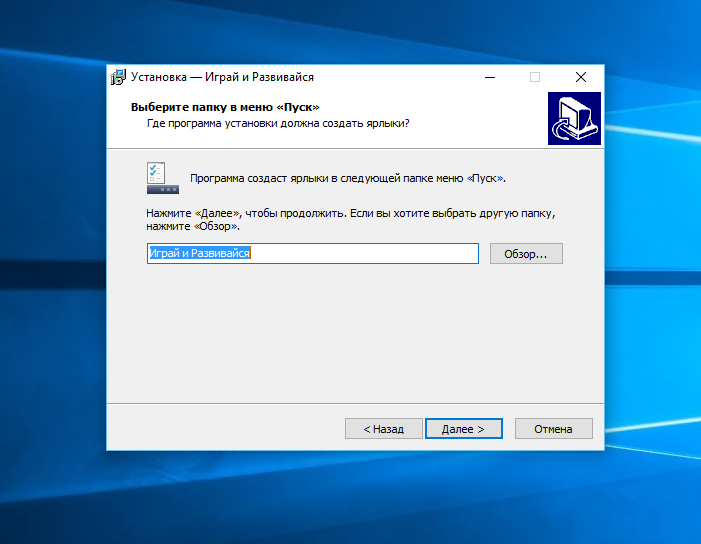 Установка — Играй и Развивайся
Выберите папку в меню «Пуск»
Где программа установки должна создать ярлыки?
Программа создаст ярлыки в следующей папке меню «Пуск».
Нажмите «Далее», чтобы продолжить. Если вы хотите выбрать другую папку,
нажмите «Обзор».
Играй и Развивайся
Обзор...
< Назад
Далее >
Отмена